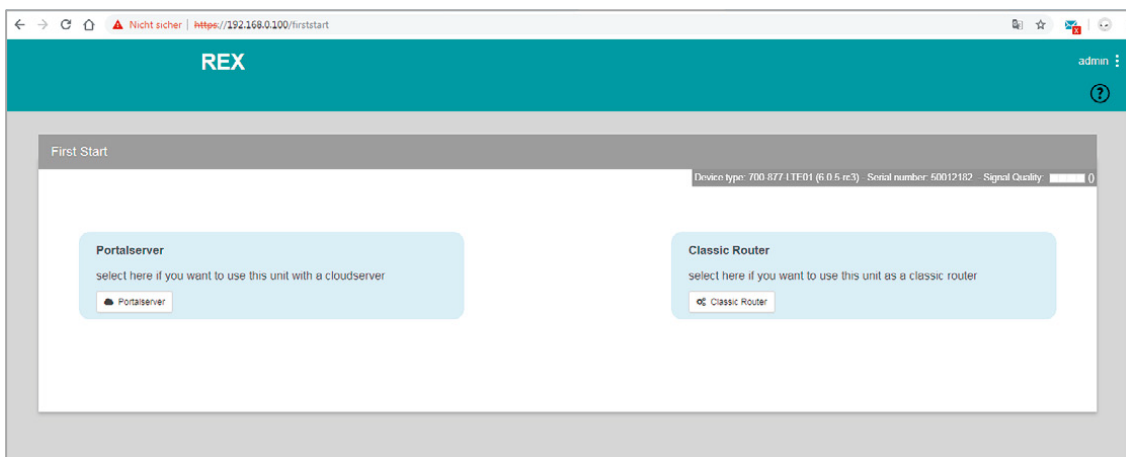 Nicht sicher | https://192.168.0.100/firststart
REX
admin
First Start
Device type: 700-877-LTE01 (6.0.5 rc3) Serial number: 50012182 Signal Quality: ()
Portalserver
select here if you want to use this unit with a cloudserver
Portalserver
Classic Router
select here if you want to use this unit as a classic router
Classic Router